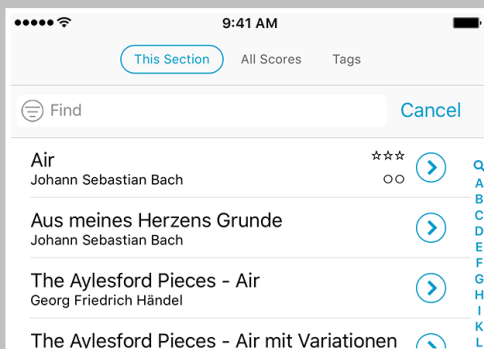 9:41 AM
This Section All Scores Tags
Find Cancel
Air
Johann Sebastian Bach
Aus meines Herzens Grunde
Johann Sebastian Bach
The Aylesford Pieces - Air
Georg Friedrich Händel
The Aylesford Pieces - Air mit Variationen
A
B
C
D
E
F
G
H
I
K
L